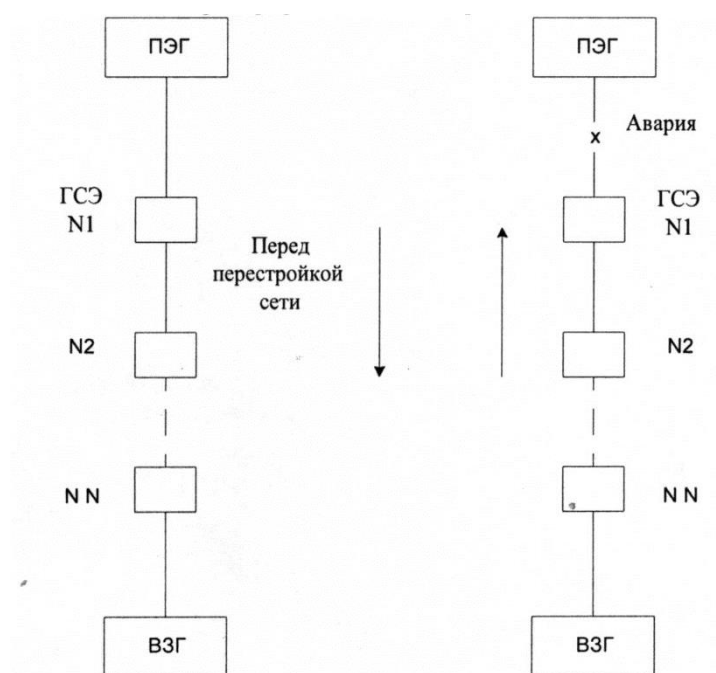 ПЭГ
ПЭГ
x
Авария
ГСЭ
N1
Перед
перестройкой
сети
ГСЭ
N1
N2
N2
N N
N N
ВЗГ
ВЗГ